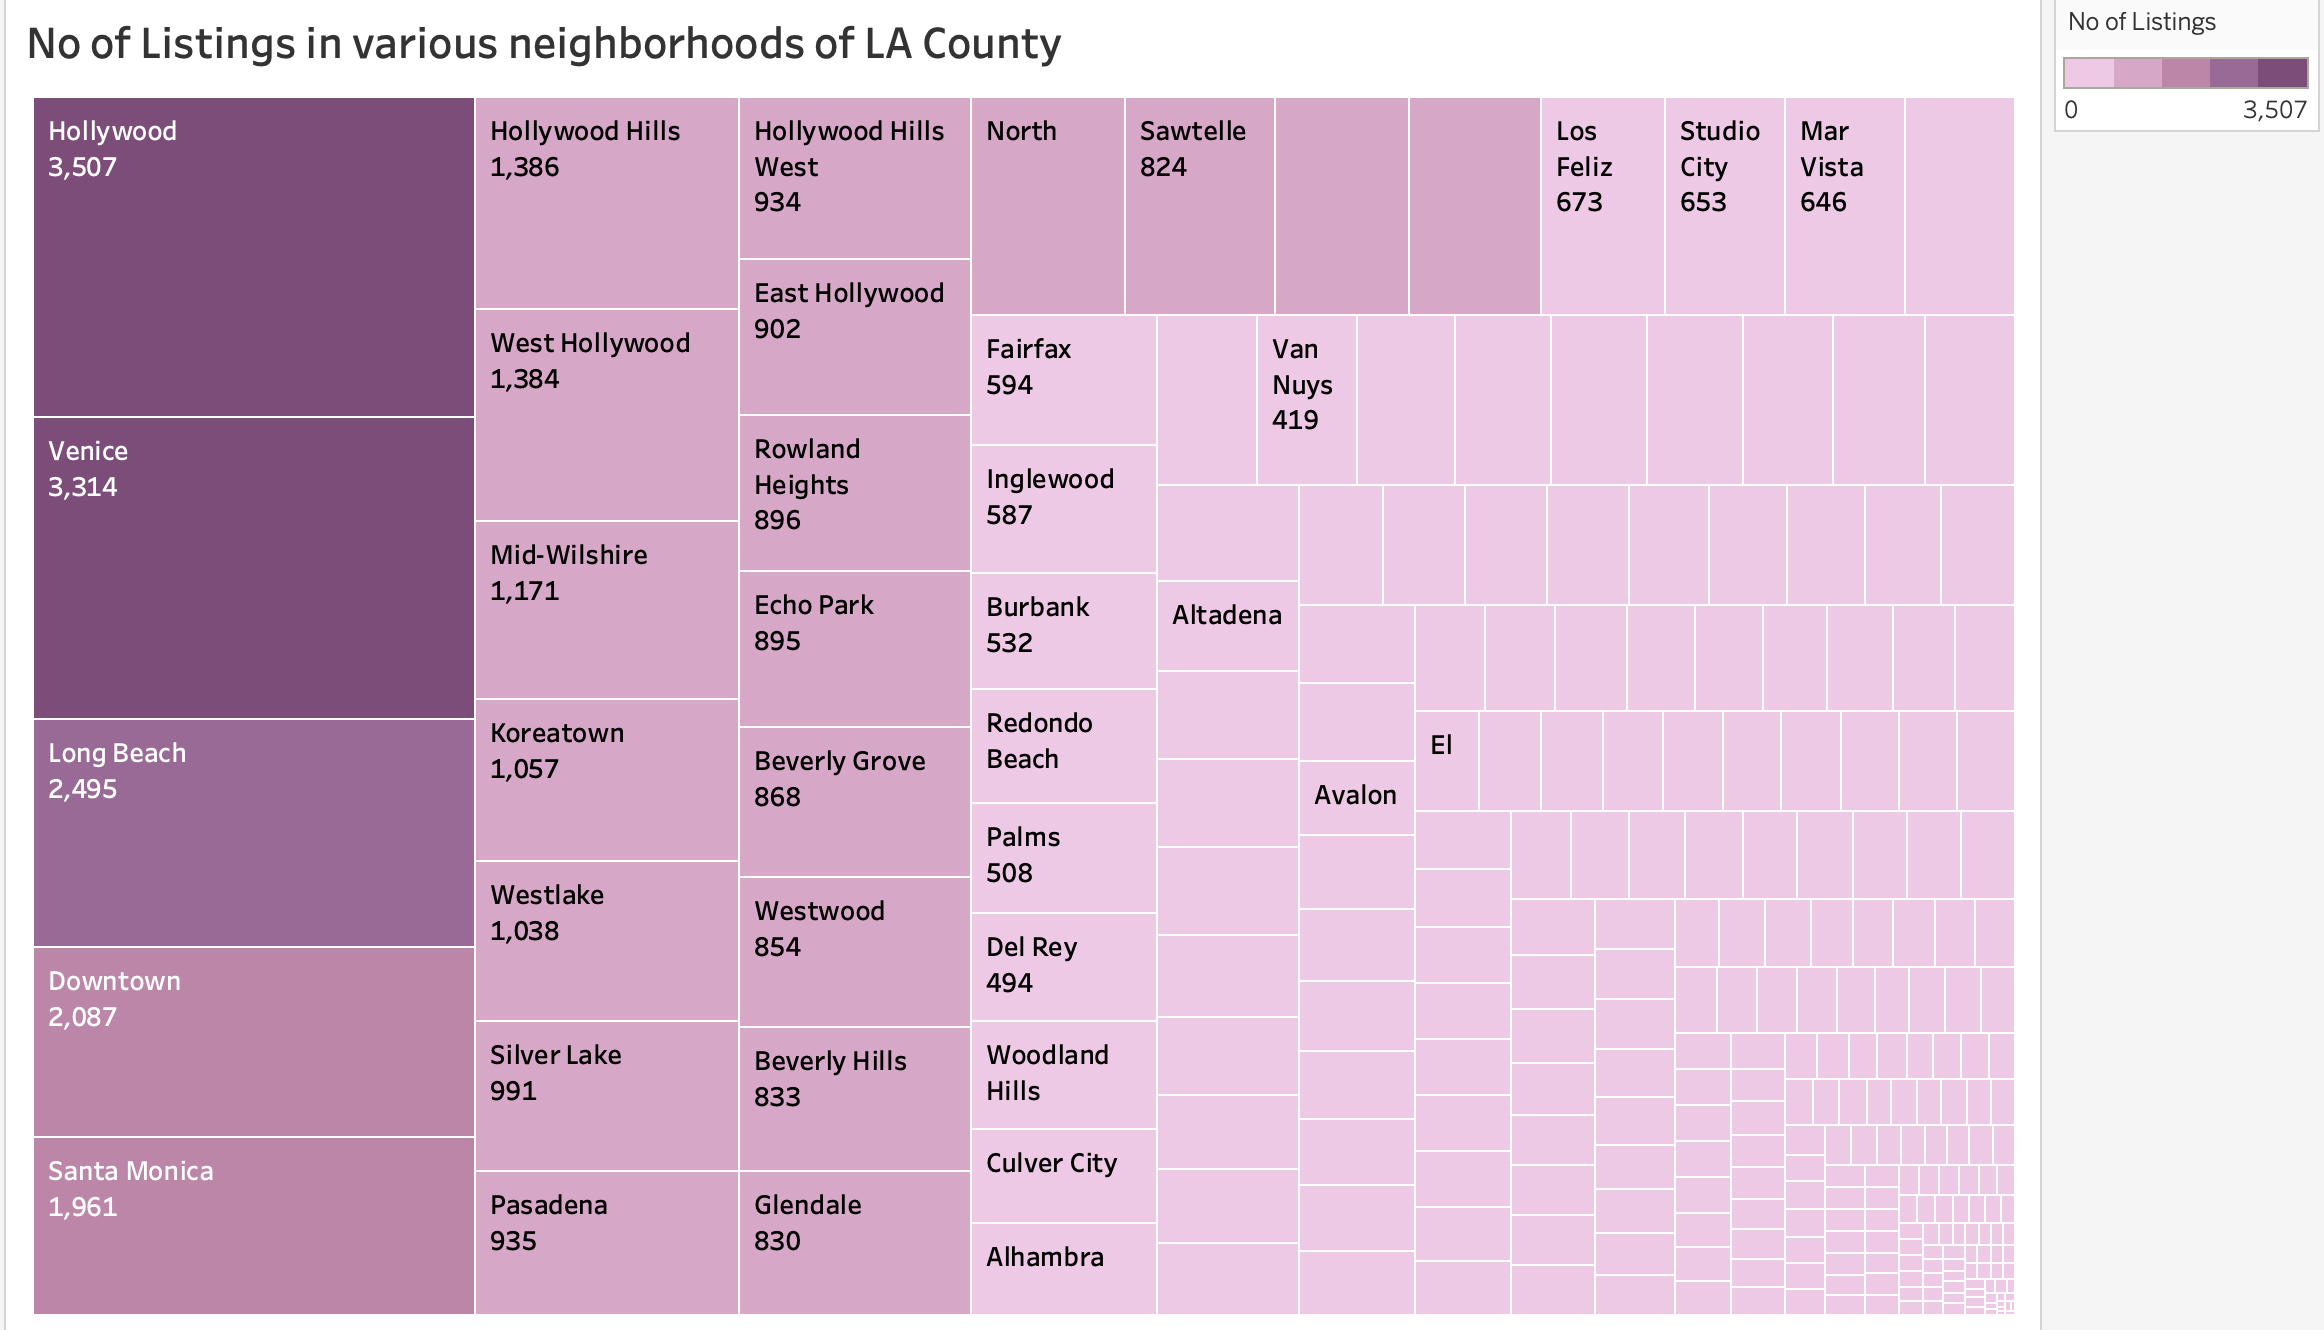 No of Listings in various neighborhoods of LA County
No of Listings
0
3,507
Hollywood
3,507
Venice
3,314
Long Beach
2,495
Downtown
2,087
Santa Monica
1,961
Hollywood Hills
1,386
West Hollywood
1,384
Mid-Wilshire
1,171
Koreatown
1,057
Westlake
1,038
Silver Lake
991
Pasadena
935
Hollywood Hills
West
934
East Hollywood
902
Rowland
Heights
896
Echo Park
895
Beverly Grove
868
Westwood
854
Beverly Hills
833
Glendale
830
North
Sawtelle
824
Los
Feliz
673
Studio
City
653
Mar
Vista
646
Fairfax
594
Inglewood
587
Burbank
532
Redondo
Beach
Palms
508
Del Rey
494
Woodland
Hills
Culver City
Alhambra
Van
Nuys
419
Altadena
Avalon
El